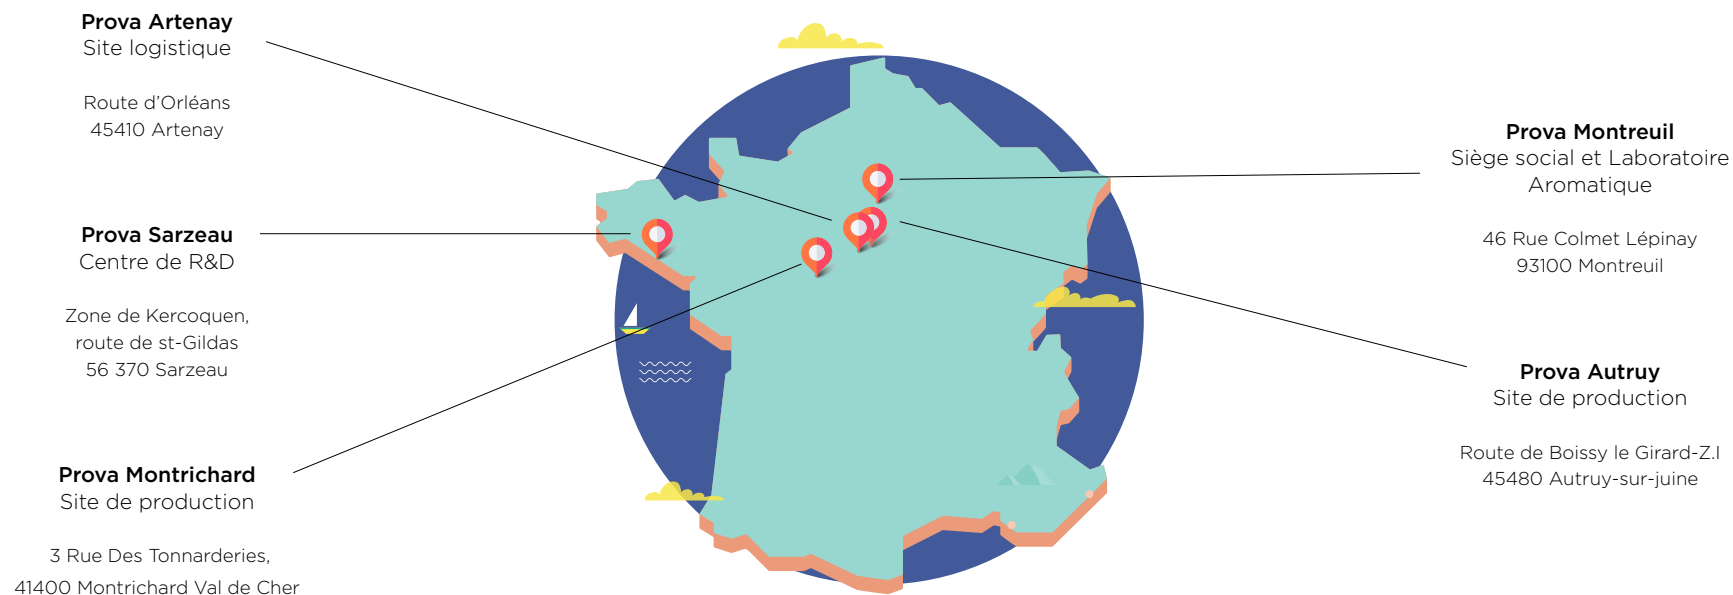 Prova Artenay
Site logistique
Route d’Orléans
45410 Artenay
Prova Sarzeau
Centre de R&D
Zone de Kercoquen,
route de st-Gildas
56 370 Sarzeau
Prova Montrichard
Site de production
3 Rue Des Tonnarderies,
41400 Montrichard Val de Cher
Prova Montreuil
Siège social et Laboratoire
Aromatique
46 Rue Colmet Lépinay
93100 Montreuil
Prova Autruy
Site de production
Route de Boissy le Girard-Z.I
45480 Autruy-sur-juine